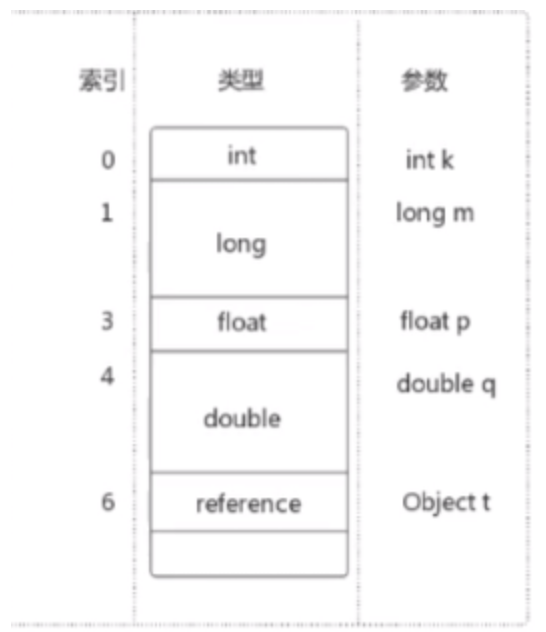 索引 类型 参数
0 int int k
1 long m
long
3 float float p
4 double q
double
6 reference Object t